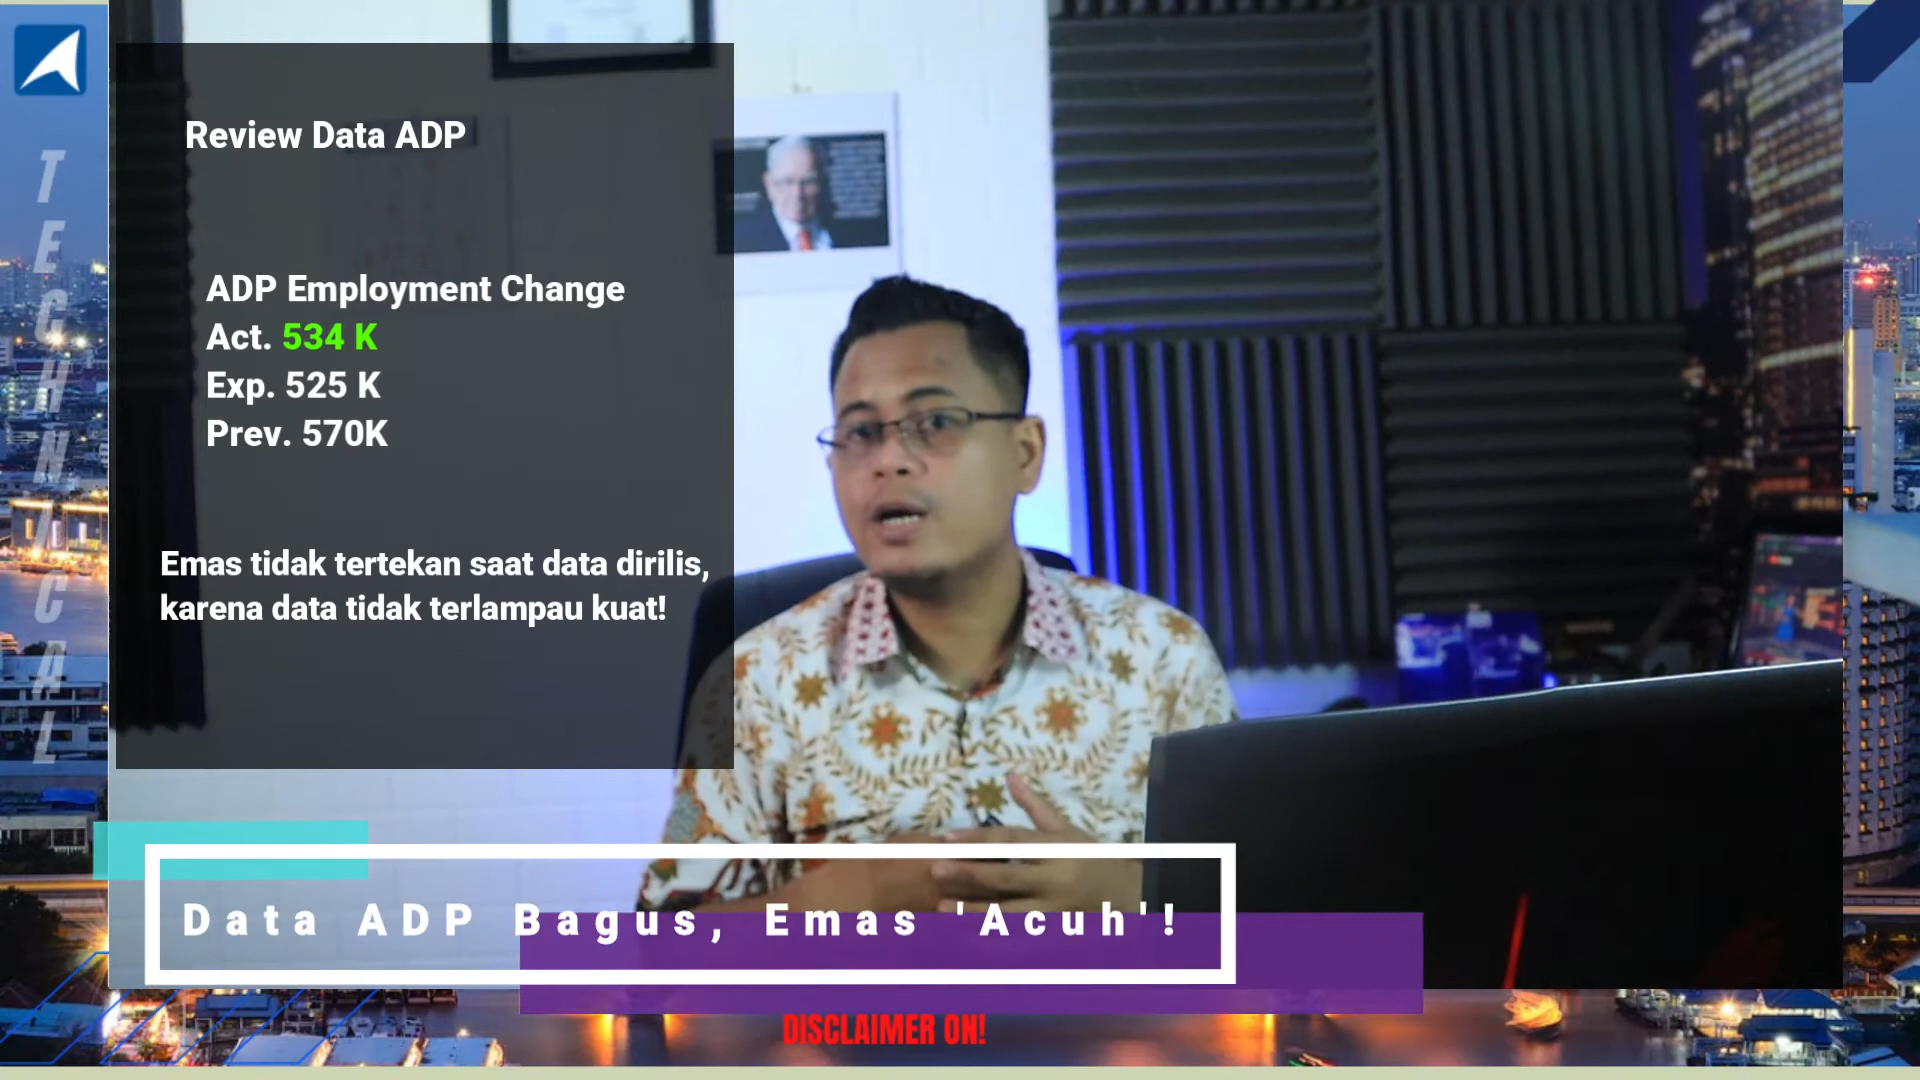 TECHNICAL
Review Data ADP
ADP Employment Change
Act. 534 K
Exp. 525 K
Prev. 570K
Emas tidak tertekan saat data dirilis,
karena data tidak terlampau kuat!
Data ADP Bagus, Emas 'Acuh'!
DISCLAIMER ON!